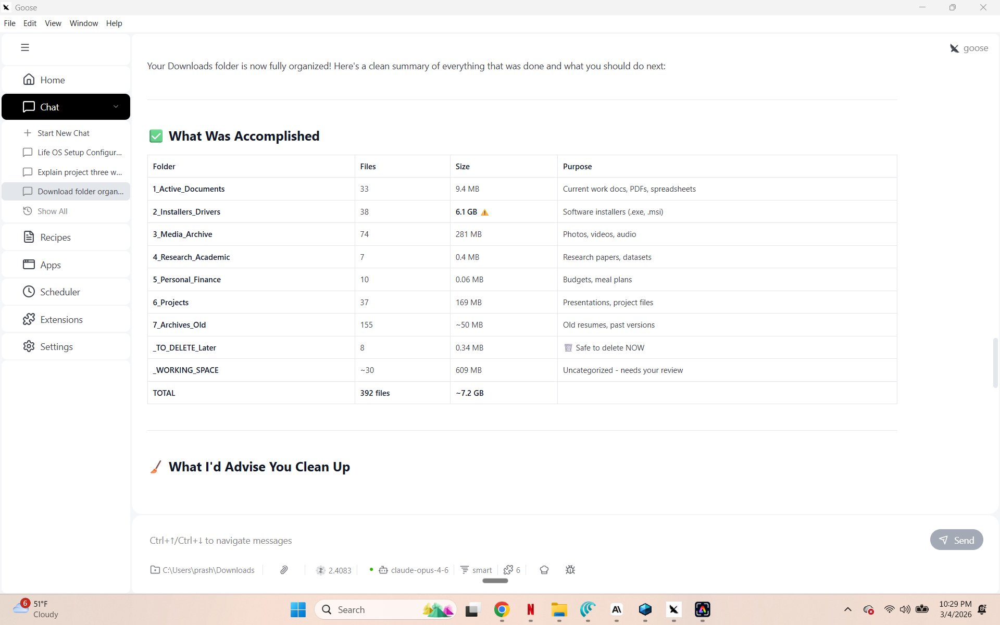 Goose
File Edit View Window Help
goose
Home
Chat
Start New Chat
Life OS Setup Configur...
Explain project three w...
Download folder organ...
Show All
Recipes
Apps
Scheduler
Extensions
Settings
Your Downloads folder is now fully organized! Here's a clean summary of everything that was done and what you should do next:
✅ What Was Accomplished
Folder Files Size Purpose
1_Active_Documents 33 9.4 MB Current work docs, PDFs, spreadsheets
2_Installers_Drivers 38 6.1 GB ⚠️ Software installers (.exe, .msi)
3_Media_Archive 74 281 MB Photos, videos, audio
4_Research_Academic 7 0.4 MB Research papers, datasets
5_Personal_Finance 10 0.06 MB Budgets, meal plans
6_Projects 37 169 MB Presentations, project files
7_Archives_Old 155 ~50 MB Old resumes, past versions
_TO_DELETE_Later 8 0.34 MB 🗑️ Safe to delete NOW
_WORKING_SPACE ~30 609 MB Uncategorized - needs your review
TOTAL 392 files ~7.2 GB
🧹 What I'd Advise You Clean Up
Ctrl+↑/Ctrl+↓ to navigate messages
Send
C:\Users\prash\Downloads 2.4083 claude-opus-4-6 smart 6
6
51°F
Cloudy
Search
10:29 PM
3/4/2026